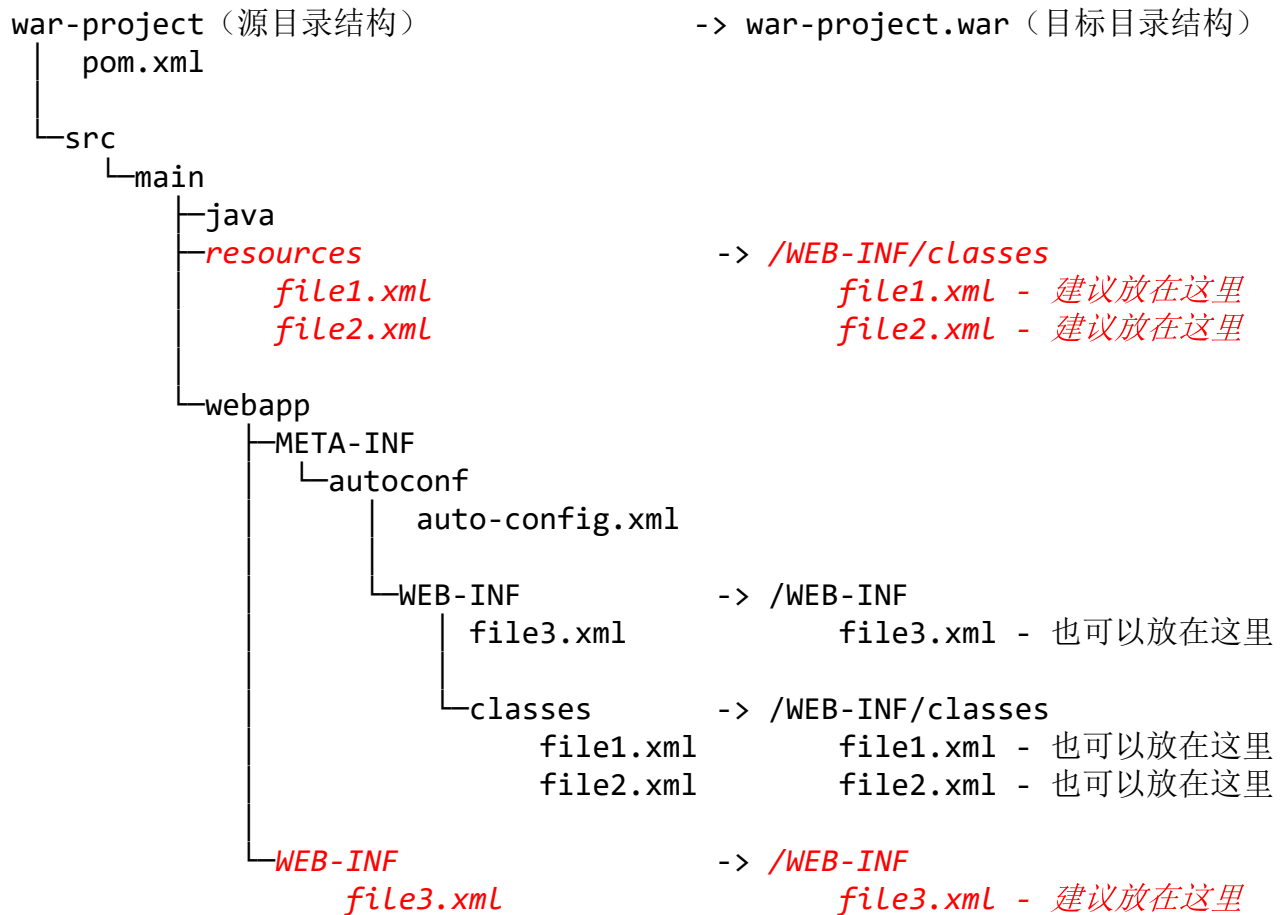 war-project（源目录结构） -> war-project.war（目标目录结构）
pom.xml
src
main
java
resources -> /WEB-INF/classes
file1.xml file1.xml - 建议放在这里
file2.xml file2.xml - 建议放在这里
webapp
META-INF
autoconf
auto-config.xml
WEB-INF -> /WEB-INF
file3.xml file3.xml - 也可以放在这里
classes -> /WEB-INF/classes
file1.xml file1.xml - 也可以放在这里
file2.xml file2.xml - 也可以放在这里
WEB-INF -> /WEB-INF
file3.xml file3.xml - 建议放在这里